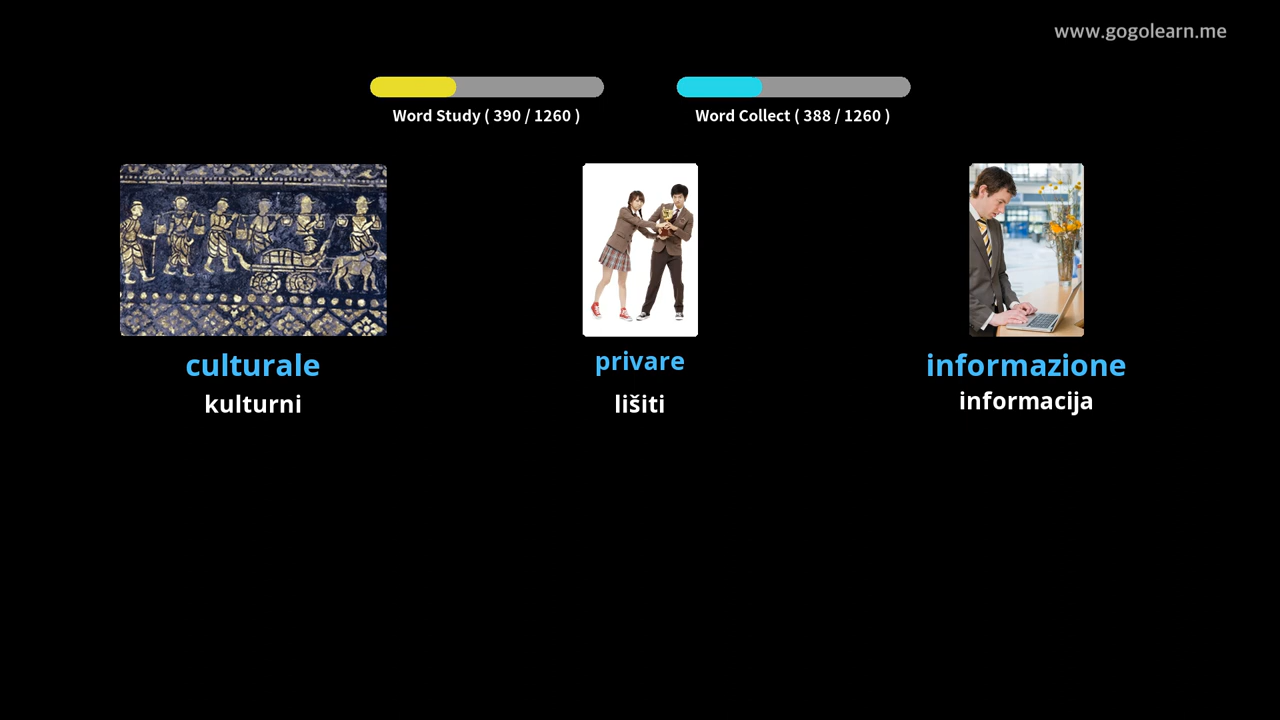 www.gogolearn.me
Word Study ( 390 / 1260 )
Word Collect ( 388 / 1260 )
culturale
kulturni
privare
lišiti
informazione
informacija